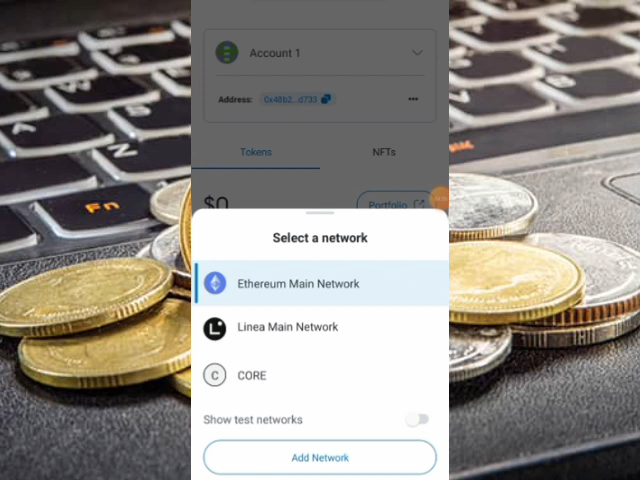 Account 1
Address: 0x48b2...d733
Tokens
NFTs
$0
Portfolio
Select a network
Ethereum Main Network
Linea Main Network
C CORE
Show test networks
Add Network
A
N
Fn